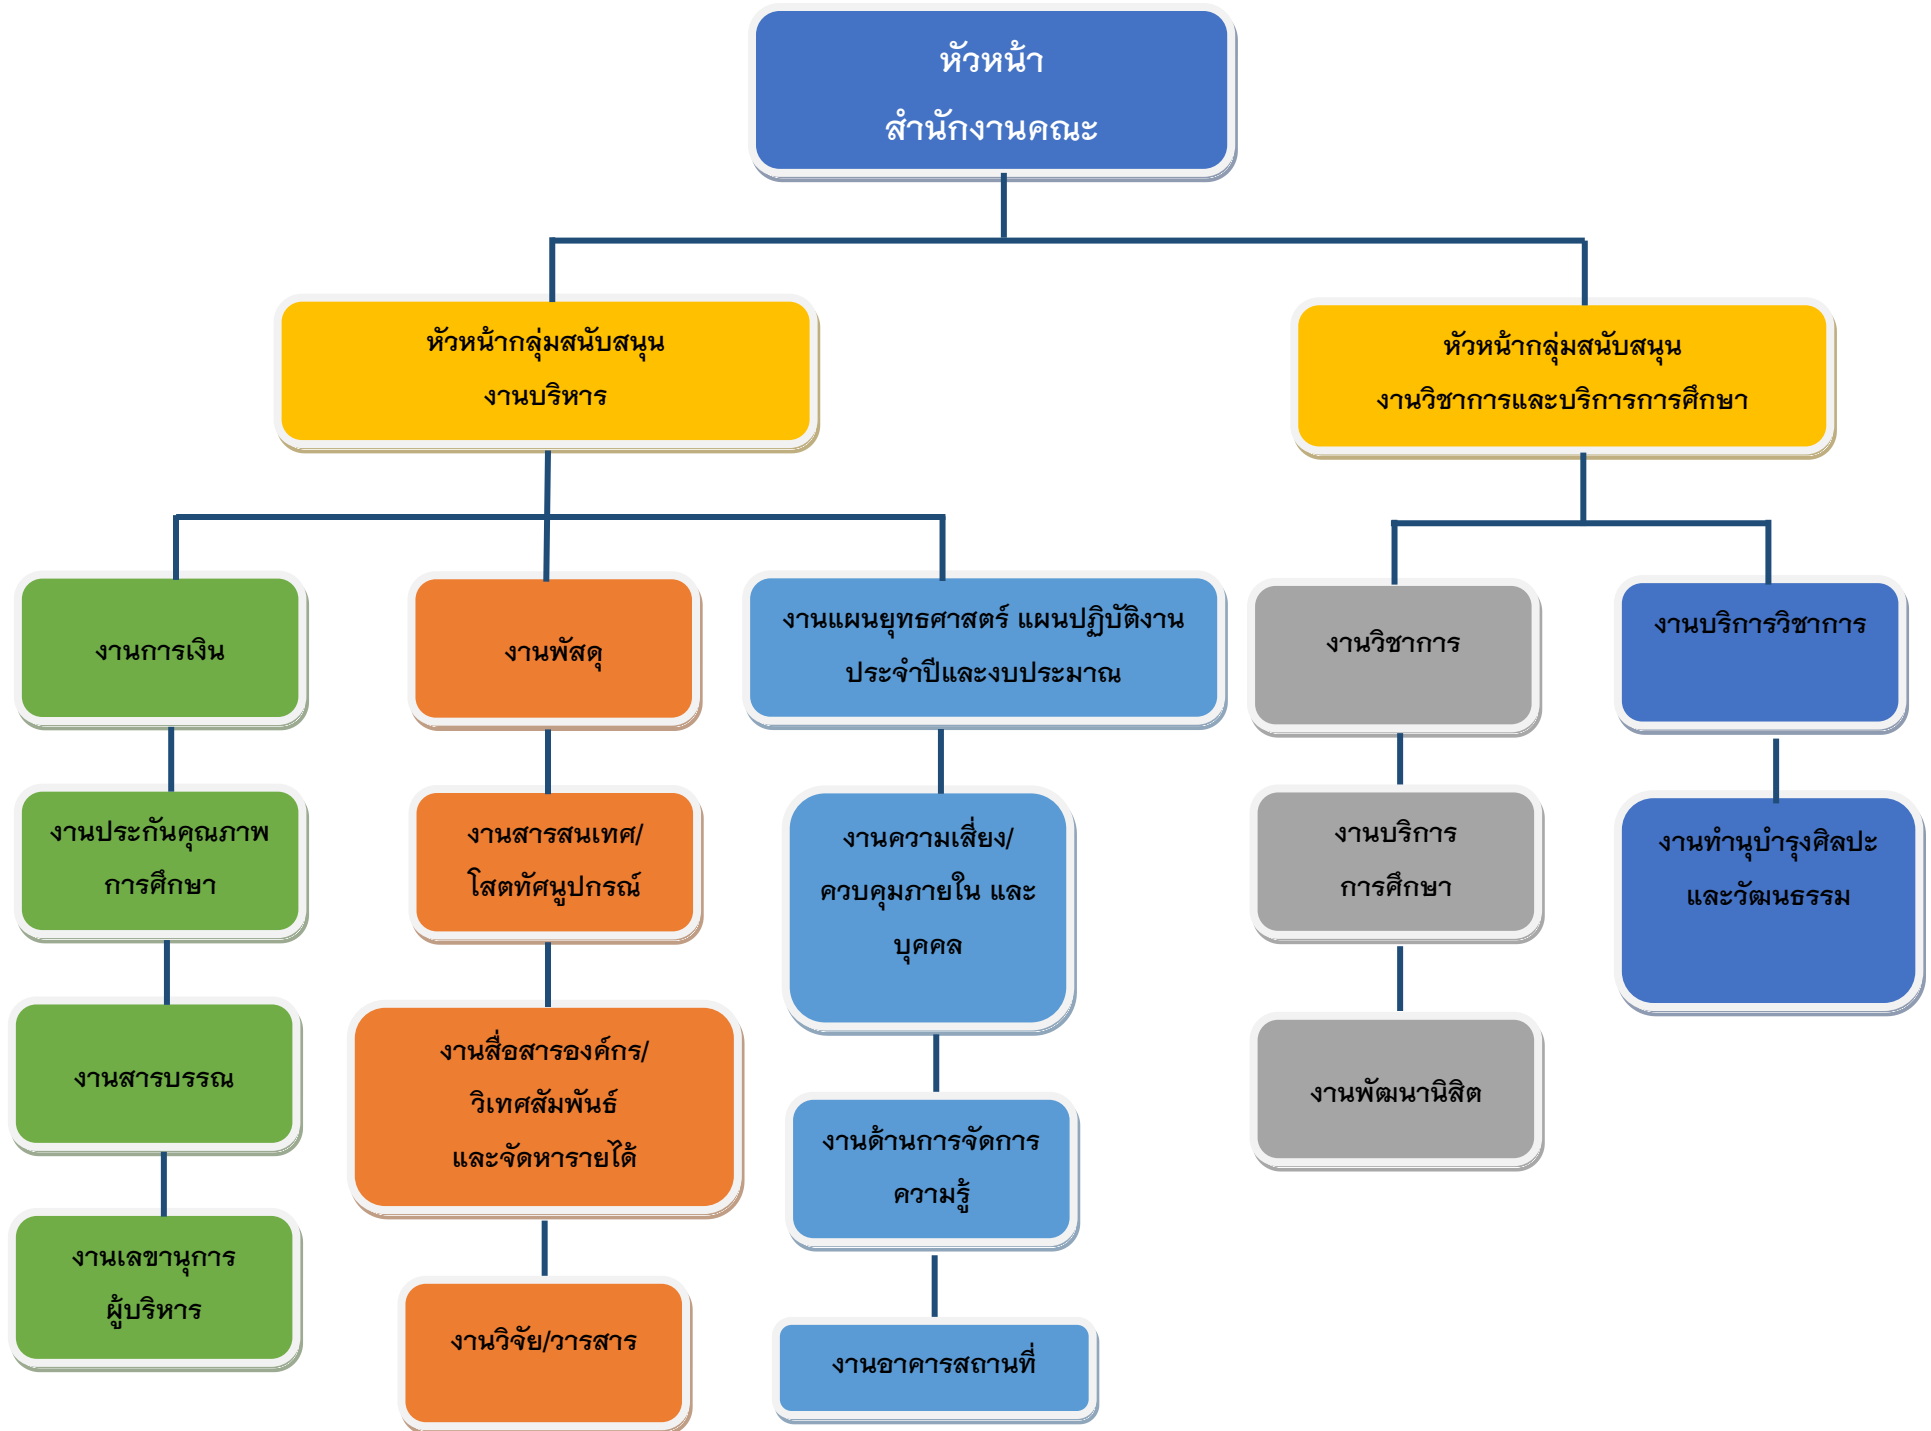 หัวหน้า
สำนักงานคณะ
หัวหน้ากลุ่มสนับสนุน
งานบริหาร
หัวหน้ากลุ่มสนับสนุน
งานวิชาการและบริการการศึกษา
งานการเงิน
งานพัสดุ
งานแผนยุทธศาสตร์ แผนปฏิบัติงาน
ประจำปีและงบประมาณ
งานวิชาการ
งานบริการวิชาการ
งานประกันคุณภาพ
การศึกษา
งานสารสนเทศ/
โสตทัศนูปกรณ์
งานความเสี่ยง/
ควบคุมภายใน และ
บุคคล
งานบริการ
การศึกษา
งานทำนุบำรุงศิลปะ
และวัฒนธรรม
งานสารบรรณ
งานสื่อสารองค์กร/
วิเทศสัมพันธ์
และจัดหารายได้
งานด้านการจัดการ
ความรู้
งานพัฒนานิสิต
งานเลขานุการ
ผู้บริหาร
งานวิจัย/วารสาร
งานอาคารสถานที่